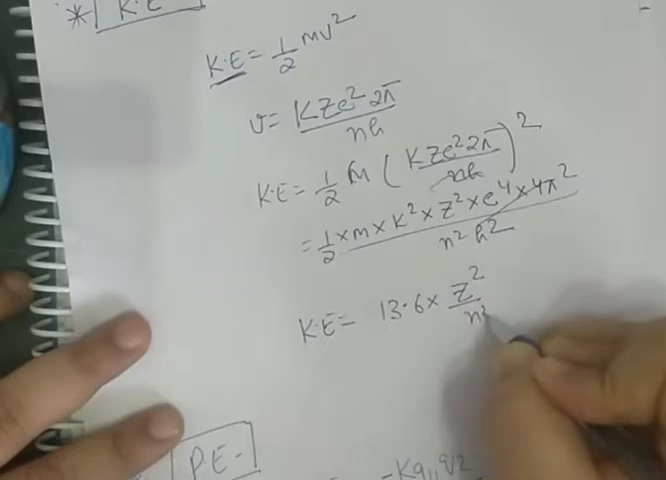 * K.E
K.E = 1/2 mv²
v = KZe²2π / nh
K.E = 1/2 m (KZe²2π / nh)²
= 1/2 × m × K² × Z² × e⁴ × 4π² / n² h²
K.E = 13.6 × Z² / n²
P.E -
-Kq₁q₂